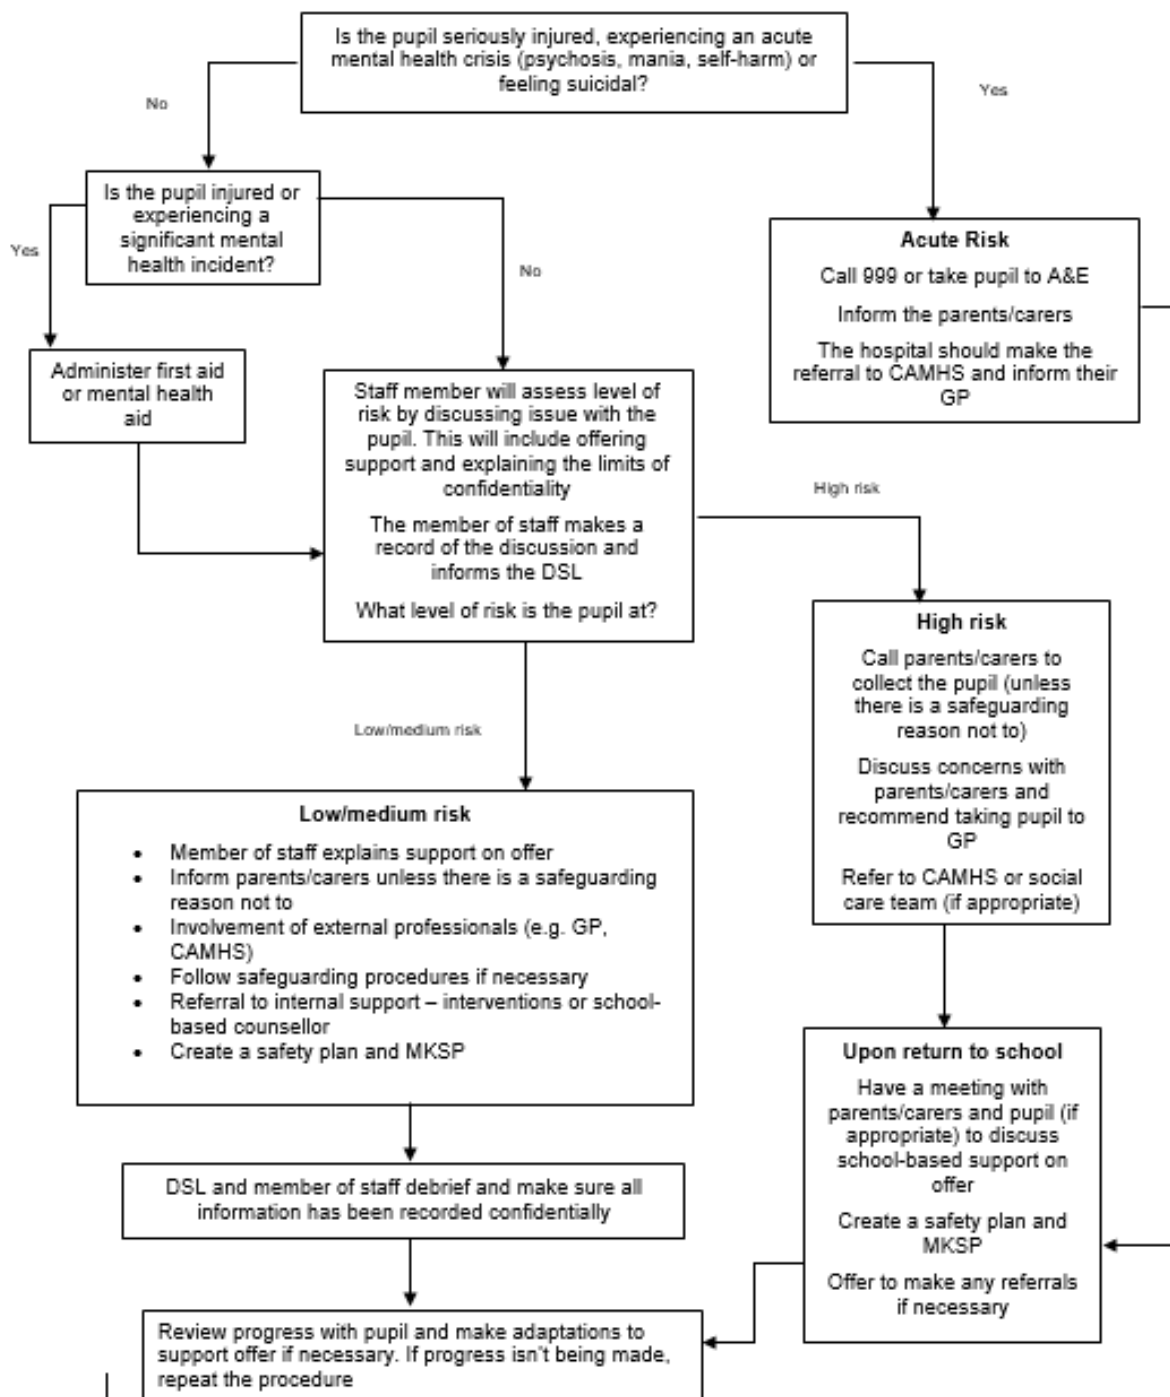 Is the pupil seriously injured, experiencing an acute
mental health crisis (psychosis, mania, self-harm) or
feeling suicidal?
No
Yes
Is the pupil injured or
experiencing a
significant mental
health incident?
Yes
No
Acute Risk
Call 999 or take pupil to A&E
Inform the parents/carers
The hospital should make the
referral to CAMHS and inform their
GP
Administer first aid
or mental health
aid
Staff member will assess level of
risk by discussing issue with the
pupil. This will include offering
support and explaining the limits of
confidentiality
The member of staff makes a
record of the discussion and
informs the DSL
What level of risk is the pupil at?
High risk
High risk
Call parents/carers to
collect the pupil (unless
there is a safeguarding
reason not to)
Discuss concerns with
parents/carers and
recommend taking pupil to
GP
Refer to CAMHS or social
care team (if appropriate)
Low/medium risk
Low/medium risk
• Member of staff explains support on offer
• Inform parents/carers unless there is a safeguarding
reason not to
• Involvement of external professionals (e.g. GP,
CAMHS)
• Follow safeguarding procedures if necessary
• Referral to internal support – interventions or school-
based counsellor
• Create a safety plan and MKSP
Upon return to school
Have a meeting with
parents/carers and pupil (if
appropriate) to discuss
school-based support on
offer
Create a safety plan and
MKSP
Offer to make any referrals
if necessary
DSL and member of staff debrief and make sure all
information has been recorded confidentially
Review progress with pupil and make adaptations to
support offer if necessary. If progress isn't being made,
repeat the procedure